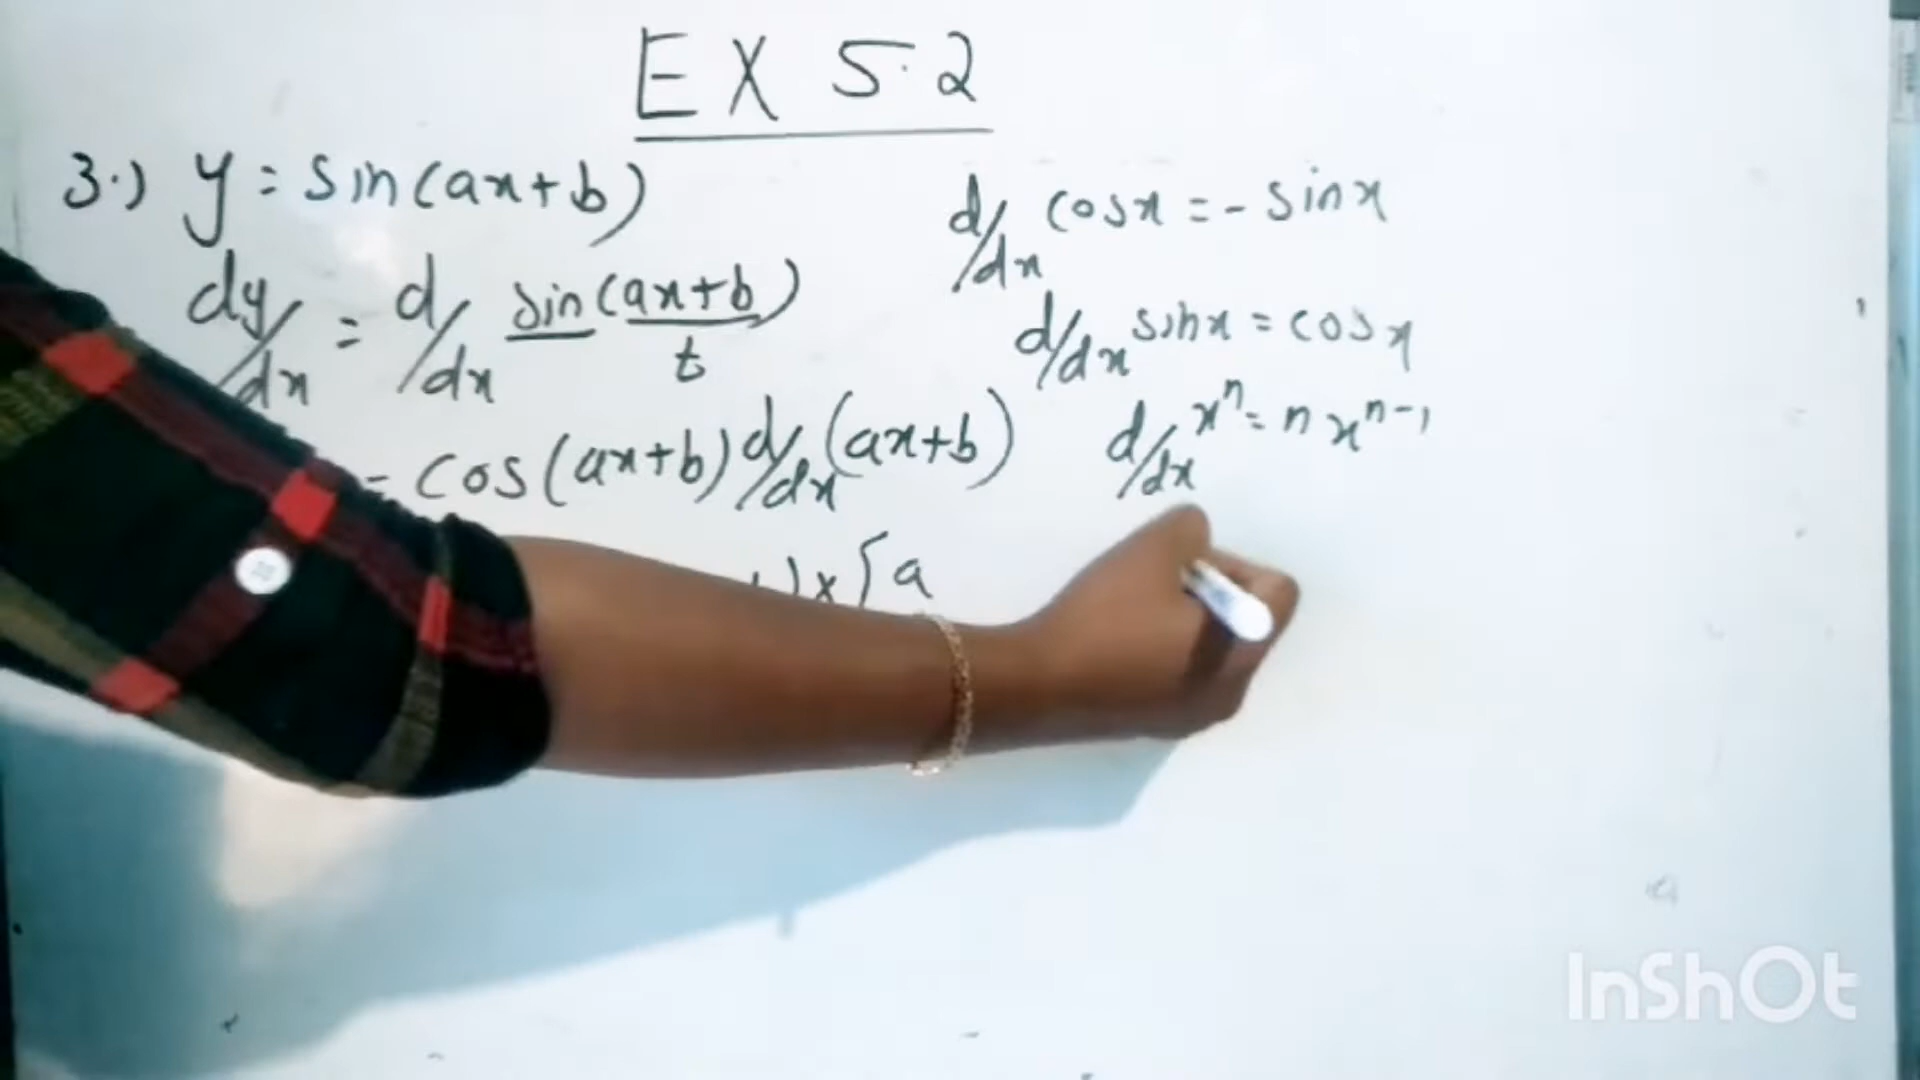 EX 5.2
3.) y = sin(ax+b)
dy/dx = d/dx sin(ax+b)
t
= cos(ax+b) d/dx (ax+b)
) x [a
d/dx cosx = - sinx
d/dx sinx = cosx
d/dx xⁿ = n xⁿ⁻¹
InShOt